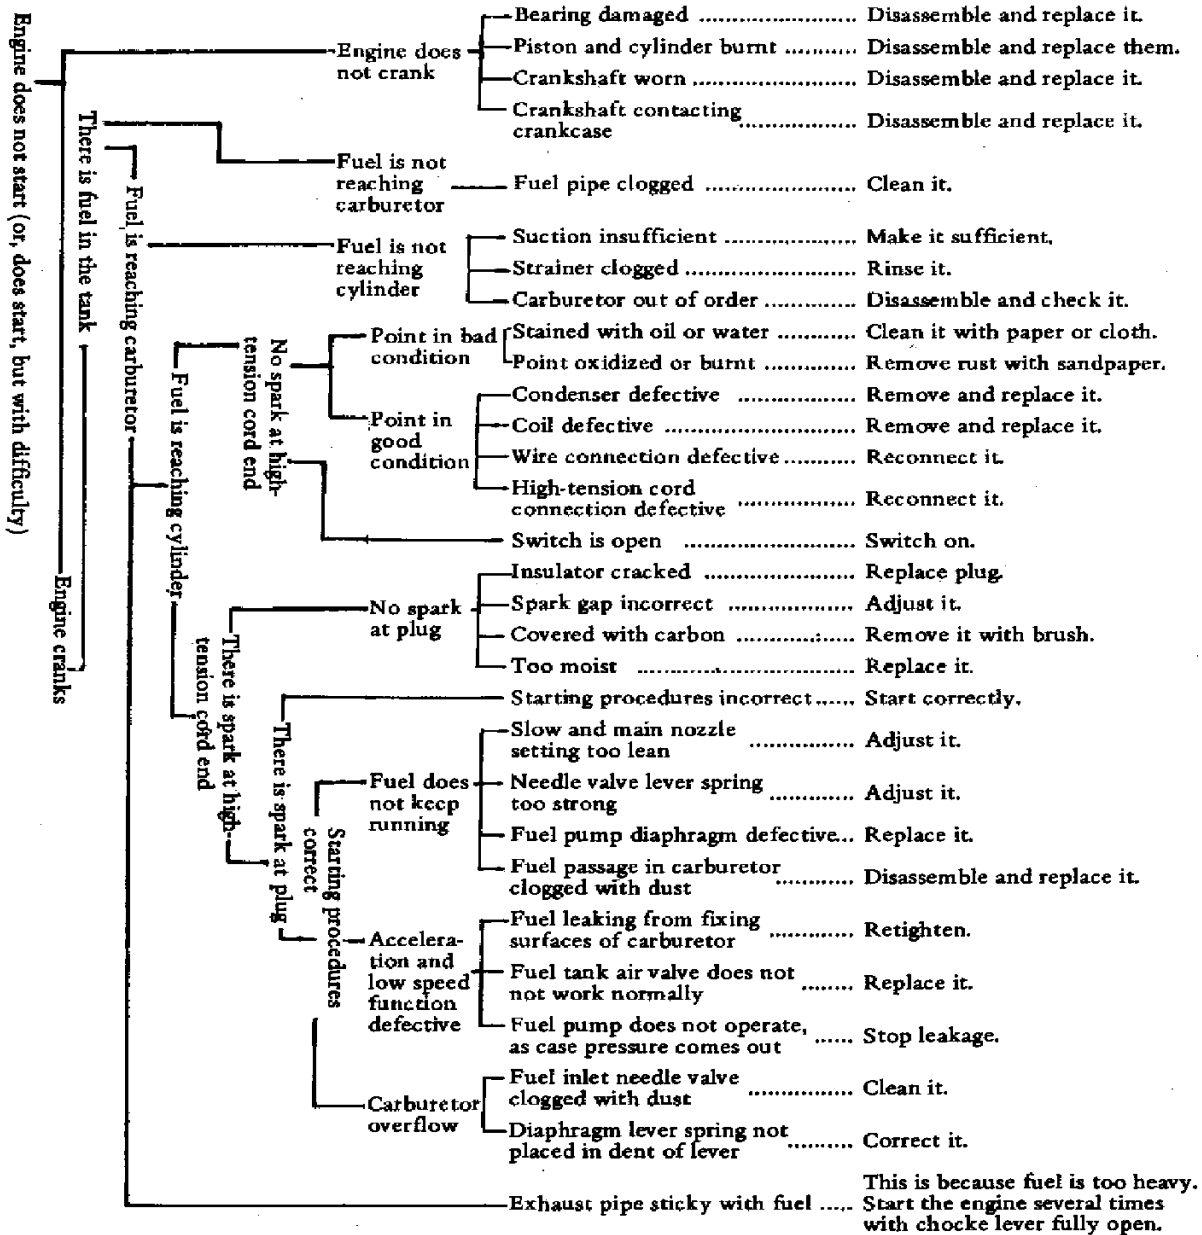 Engine does not start (or, does start, but with difficulty)
Engine cranks
There is fuel in the tank
Fuel is reaching carburetor
Fuel is reaching cylinder
No spark at high-
tension cord end
There is spark at high-
tension cord end
There is spark at plug
Starting procedures
correct
Engine does
not crank
Bearing damaged .................... Disassemble and replace it.
Piston and cylinder burnt ........... Disassemble and replace them.
Crankshaft worn ..................... Disassemble and replace it.
Crankshaft contacting
crankcase ................. Disassemble and replace it.
Fuel is not
reaching
carburetor
Fuel pipe clogged ...................... Clean it.
Fuel is not
reaching
cylinder
Suction insufficient ................... Make it sufficient.
Strainer clogged ......................... Rinse it.
Carburetor out of order ............. Disassemble and check it.
Point in bad
condition
Stained with oil or water ............ Clean it with paper or cloth.
Point oxidized or burnt ............. Remove rust with sandpaper.
Point in
good
condition
Condenser defective .................... Remove and replace it.
Coil defective ............................ Remove and replace it.
Wire connection defective ........... Reconnect it.
High-tension cord
connection defective ................. Reconnect it.
Switch is open ......................... Switch on.
No spark
at plug
Insulator cracked ...................... Replace plug.
Spark gap incorrect .................. Adjust it.
Covered with carbon ................. Remove it with brush.
Too moist ................................ Replace it.
Starting procedures incorrect ...... Start correctly.
Fuel does
not keep
running
Slow and main nozzle
setting too lean ............... Adjust it.
Needle valve lever spring
too strong ............ Adjust it.
Fuel pump diaphragm defective... Replace it.
Fuel passage in carburetor
clogged with dust ........... Disassemble and replace it.
Accelera-
tion and
low speed
function
defective
Fuel leaking from fixing
surfaces of carburetor ............ Retighten.
Fuel tank air valve does not
not work normally ........ Replace it.
Fuel pump does not operate,
as case pressure comes out ...... Stop leakage.
Carburetor
overflow
Fuel inlet needle valve
clogged with dust ............... Clean it.
Diaphragm lever spring not
placed in dent of lever .......... Correct it.
Exhaust pipe sticky with fuel .....
This is because fuel is too heavy.
Start the engine several times
with chocke lever fully open.